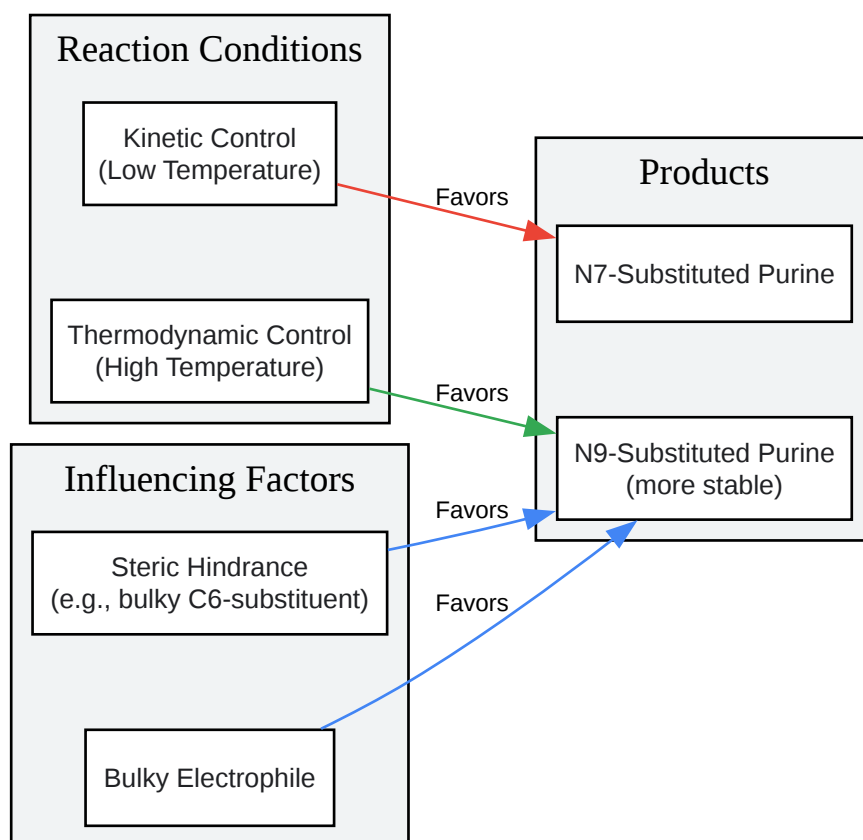 Reaction Conditions
Kinetic Control
(Low Temperature)
Thermodynamic Control
(High Temperature)
Influencing Factors
Steric Hindrance
(e.g., bulky C6-substituent)
Bulky Electrophile
Favors
Favors
Favors
Favors
Products
N7-Substituted Purine
N9-Substituted Purine
(more stable)